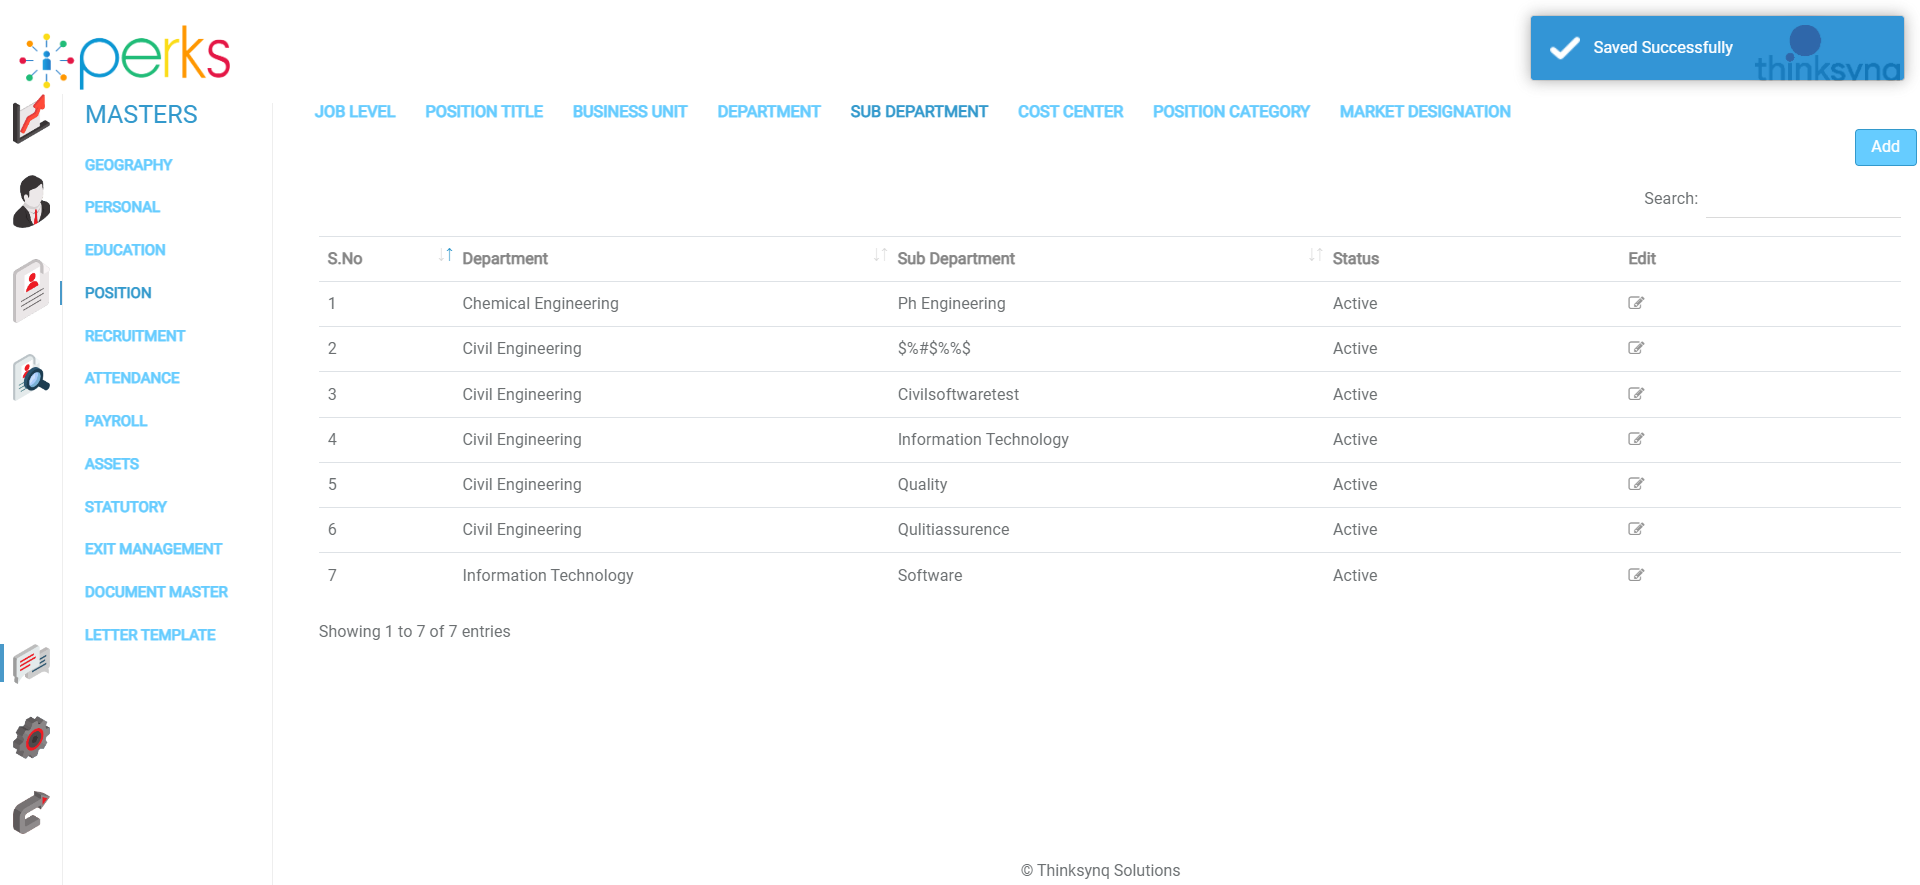 perks
Saved Successfully
thinksynq
MASTERS
GEOGRAPHY
PERSONAL
EDUCATION
POSITION
RECRUITMENT
ATTENDANCE
PAYROLL
ASSETS
STATUTORY
EXIT MANAGEMENT
DOCUMENT MASTER
LETTER TEMPLATE
JOB LEVEL POSITION TITLE BUSINESS UNIT DEPARTMENT SUB DEPARTMENT COST CENTER POSITION CATEGORY MARKET DESIGNATION
Add
Search:
S.No Department Sub Department Status Edit
1 Chemical Engineering Ph Engineering Active
2 Civil Engineering $%#$%%$ Active
3 Civil Engineering Civilsoftwaretest Active
4 Civil Engineering Information Technology Active
5 Civil Engineering Quality Active
6 Civil Engineering Qulitiassurence Active
7 Information Technology Software Active
Showing 1 to 7 of 7 entries
© Thinksynq Solutions